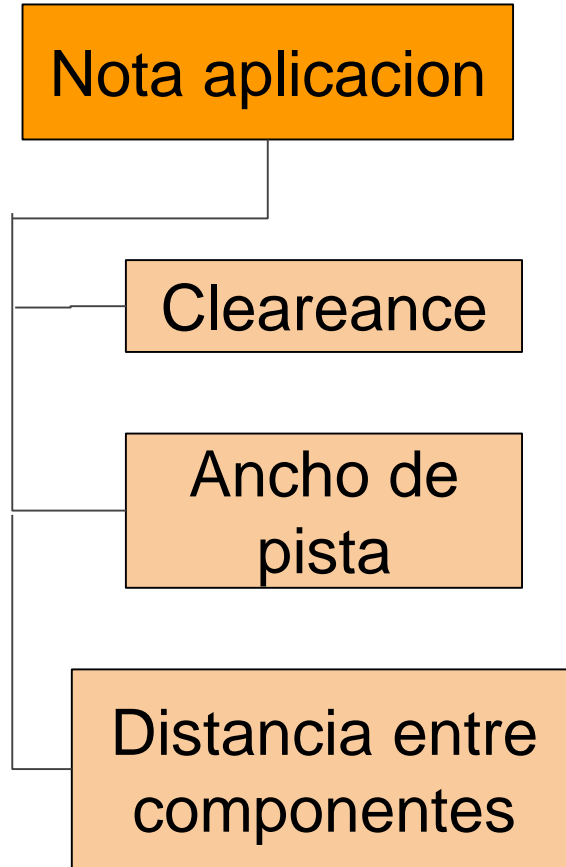 Nota aplicacion
Cleareance
Ancho de
pista
Distancia entre
componentes